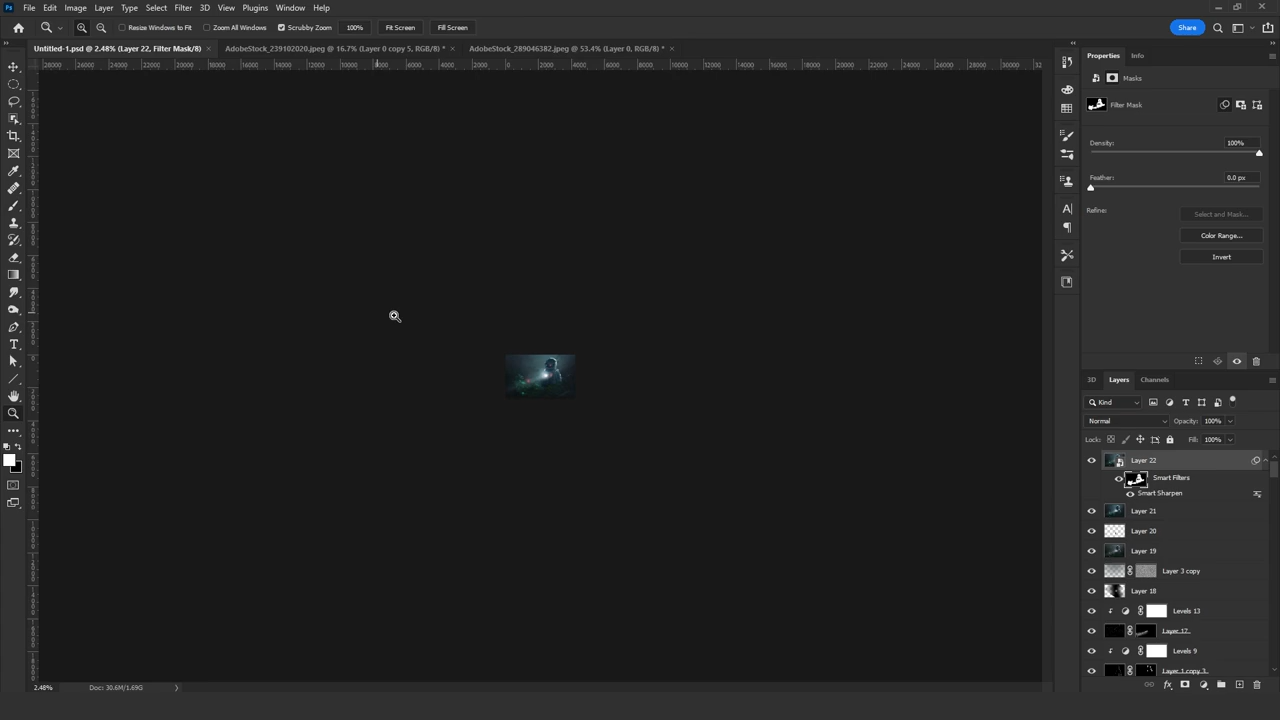 Ps File Edit Image Layer Type Select Filter 3D View Plugins Window Help
Resize Windows to Fit Zoom All Windows Scrubby Zoom 100% Fit Screen Fill Screen Share
Untitled-1.psd @ 2.48% (Layer 22, Filter Mask/8) × AdobeStock_239102020.jpeg @ 16.7% (Layer 0 copy 5, RGB/8) * × AdobeStock_289046382.jpeg @ 53.4% (Layer 0, RGB/8) * ×
Properties Info
Masks
Filter Mask
Density: 100%
Feather: 0.0 px
Refine: Select and Mask...
Color Range...
Invert
3D Layers Channels
Kind
Normal Opacity: 100%
Lock: Fill: 100%
Layer 22
Smart Filters
Smart Sharpen
Layer 21
Layer 20
Layer 19
Layer 3 copy
Layer 18
Levels 13
Layer 17
Levels 9
Layer 1 copy 3
2.48% Doc: 30.6M/1.69G